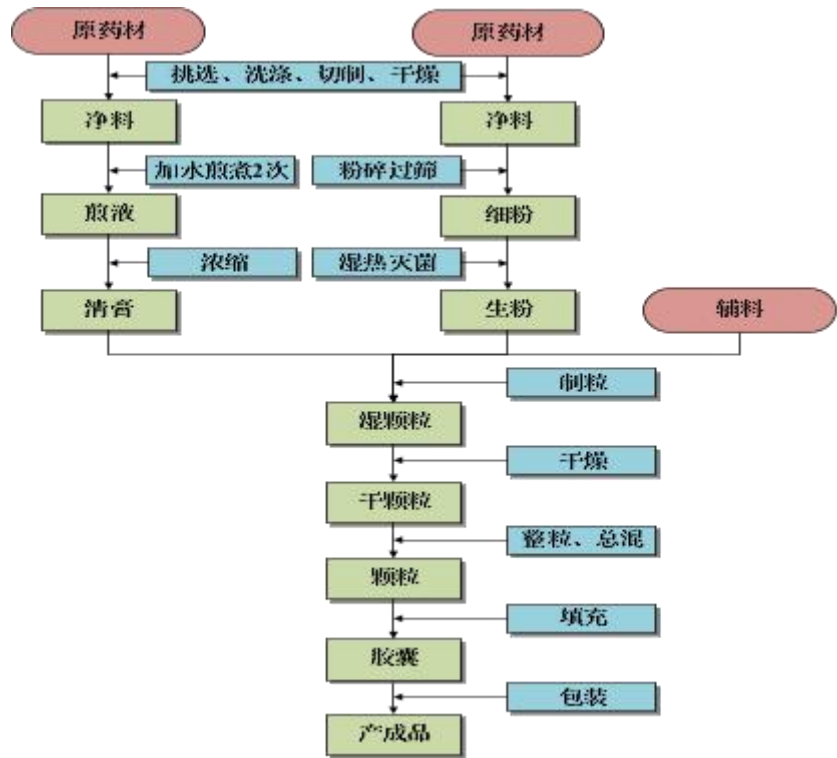 原药材
原药材
挑选、洗涤、切制、干燥
净料
净料
加水煎煮2次
粉碎过筛
煎液
细粉
浓缩
湿热灭菌
清膏
生粉
辅料
制粒
湿颗粒
干燥
干颗粒
整粒、总混
颗粒
填充
胶囊
包装
产成品